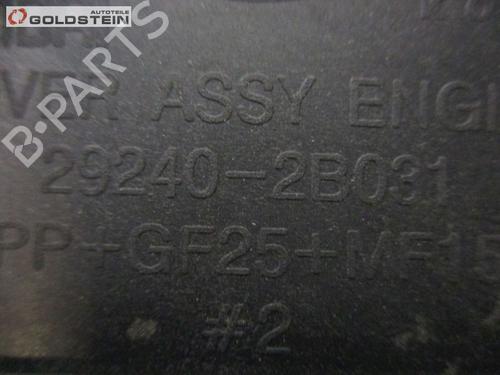 Autoteile
GOLDSTEIN
VER ASSY ENGI
29240-2B031
PP+GF25+MF15
#2
B-PARTS